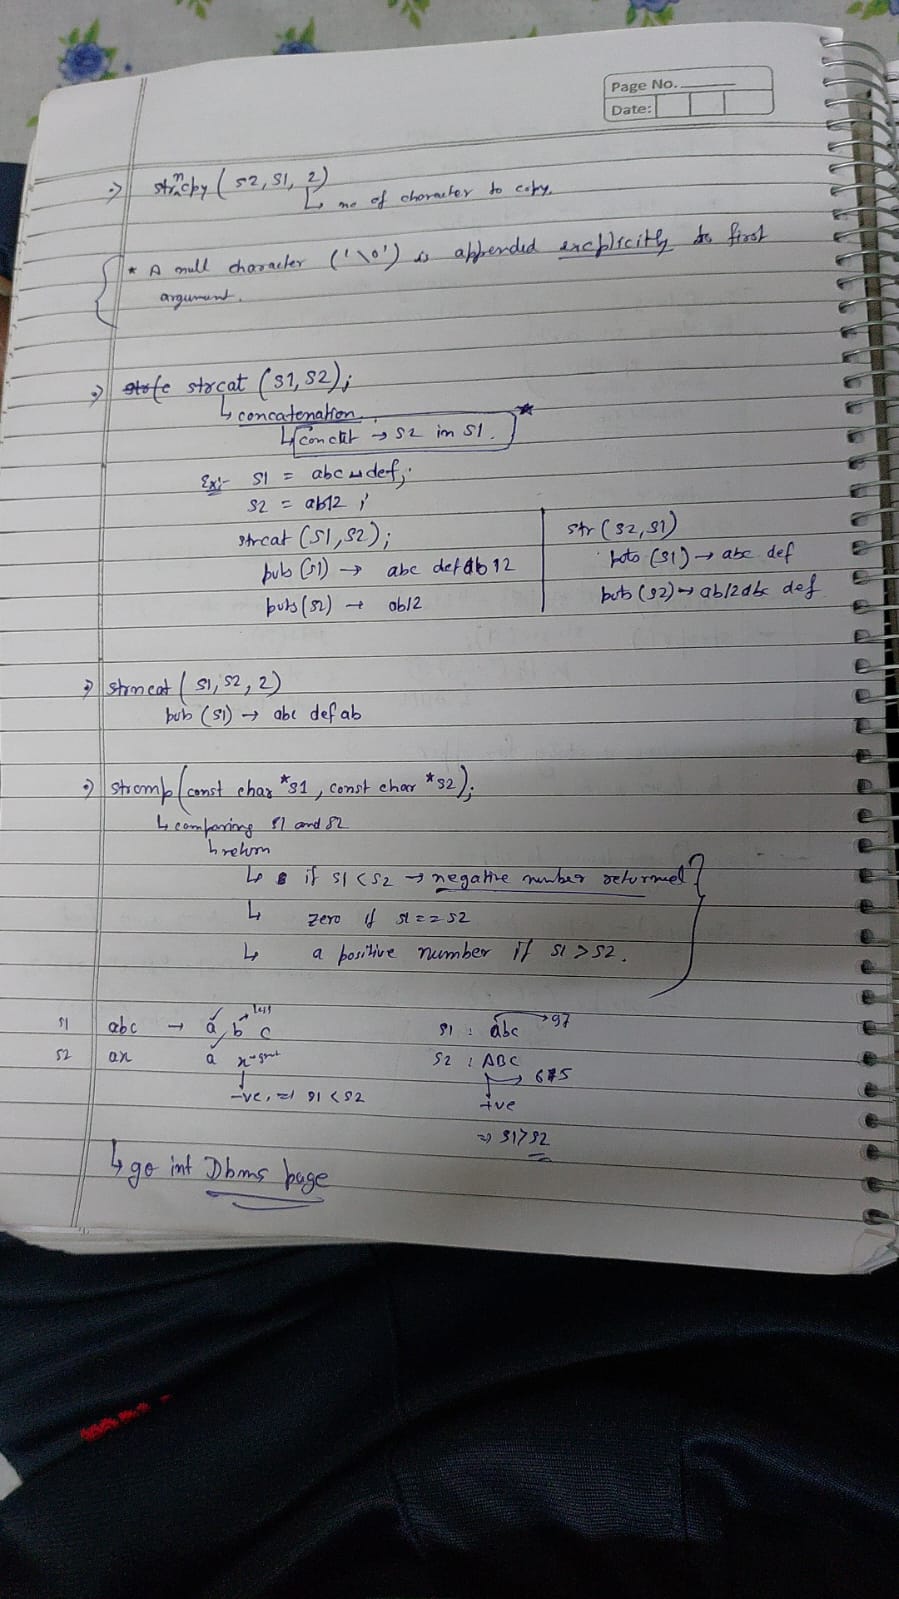 Page No.
Date:
→ strncpy (s2, s1, 2)
↳ no of character to copy.
* A null character ('\0') is appended excplicitly to first
argument.
→ strcat (s1, s2);
↳ concatenation.
↳ Concat → s2 in s1.
Ex:- s1 = abc ␣ def;
s2 = ab12 ;
strcat (s1, s2);
puts (s1) → abc defab12
puts (s2) → ab12
str (s2, s1)
puts (s1) → abc def
puts (s2) → ab12abc def
→ strncat ( s1, s2, 2)
puts (s1) → abc defab
→ strcmp (const char *s1, const char *s2);
↳ comparing s1 and s2
↳ return
↳ if s1 < s2 → negative number returned
↳ zero if s1 == s2
↳ a positive number if s1 > s2.
s1 abc → a b c less
s2 an a
-ve, => s1 < s2
s1 : abc → 97
s2 : ABC
+ve
=> s1 > s2
↳ go int Dbms page